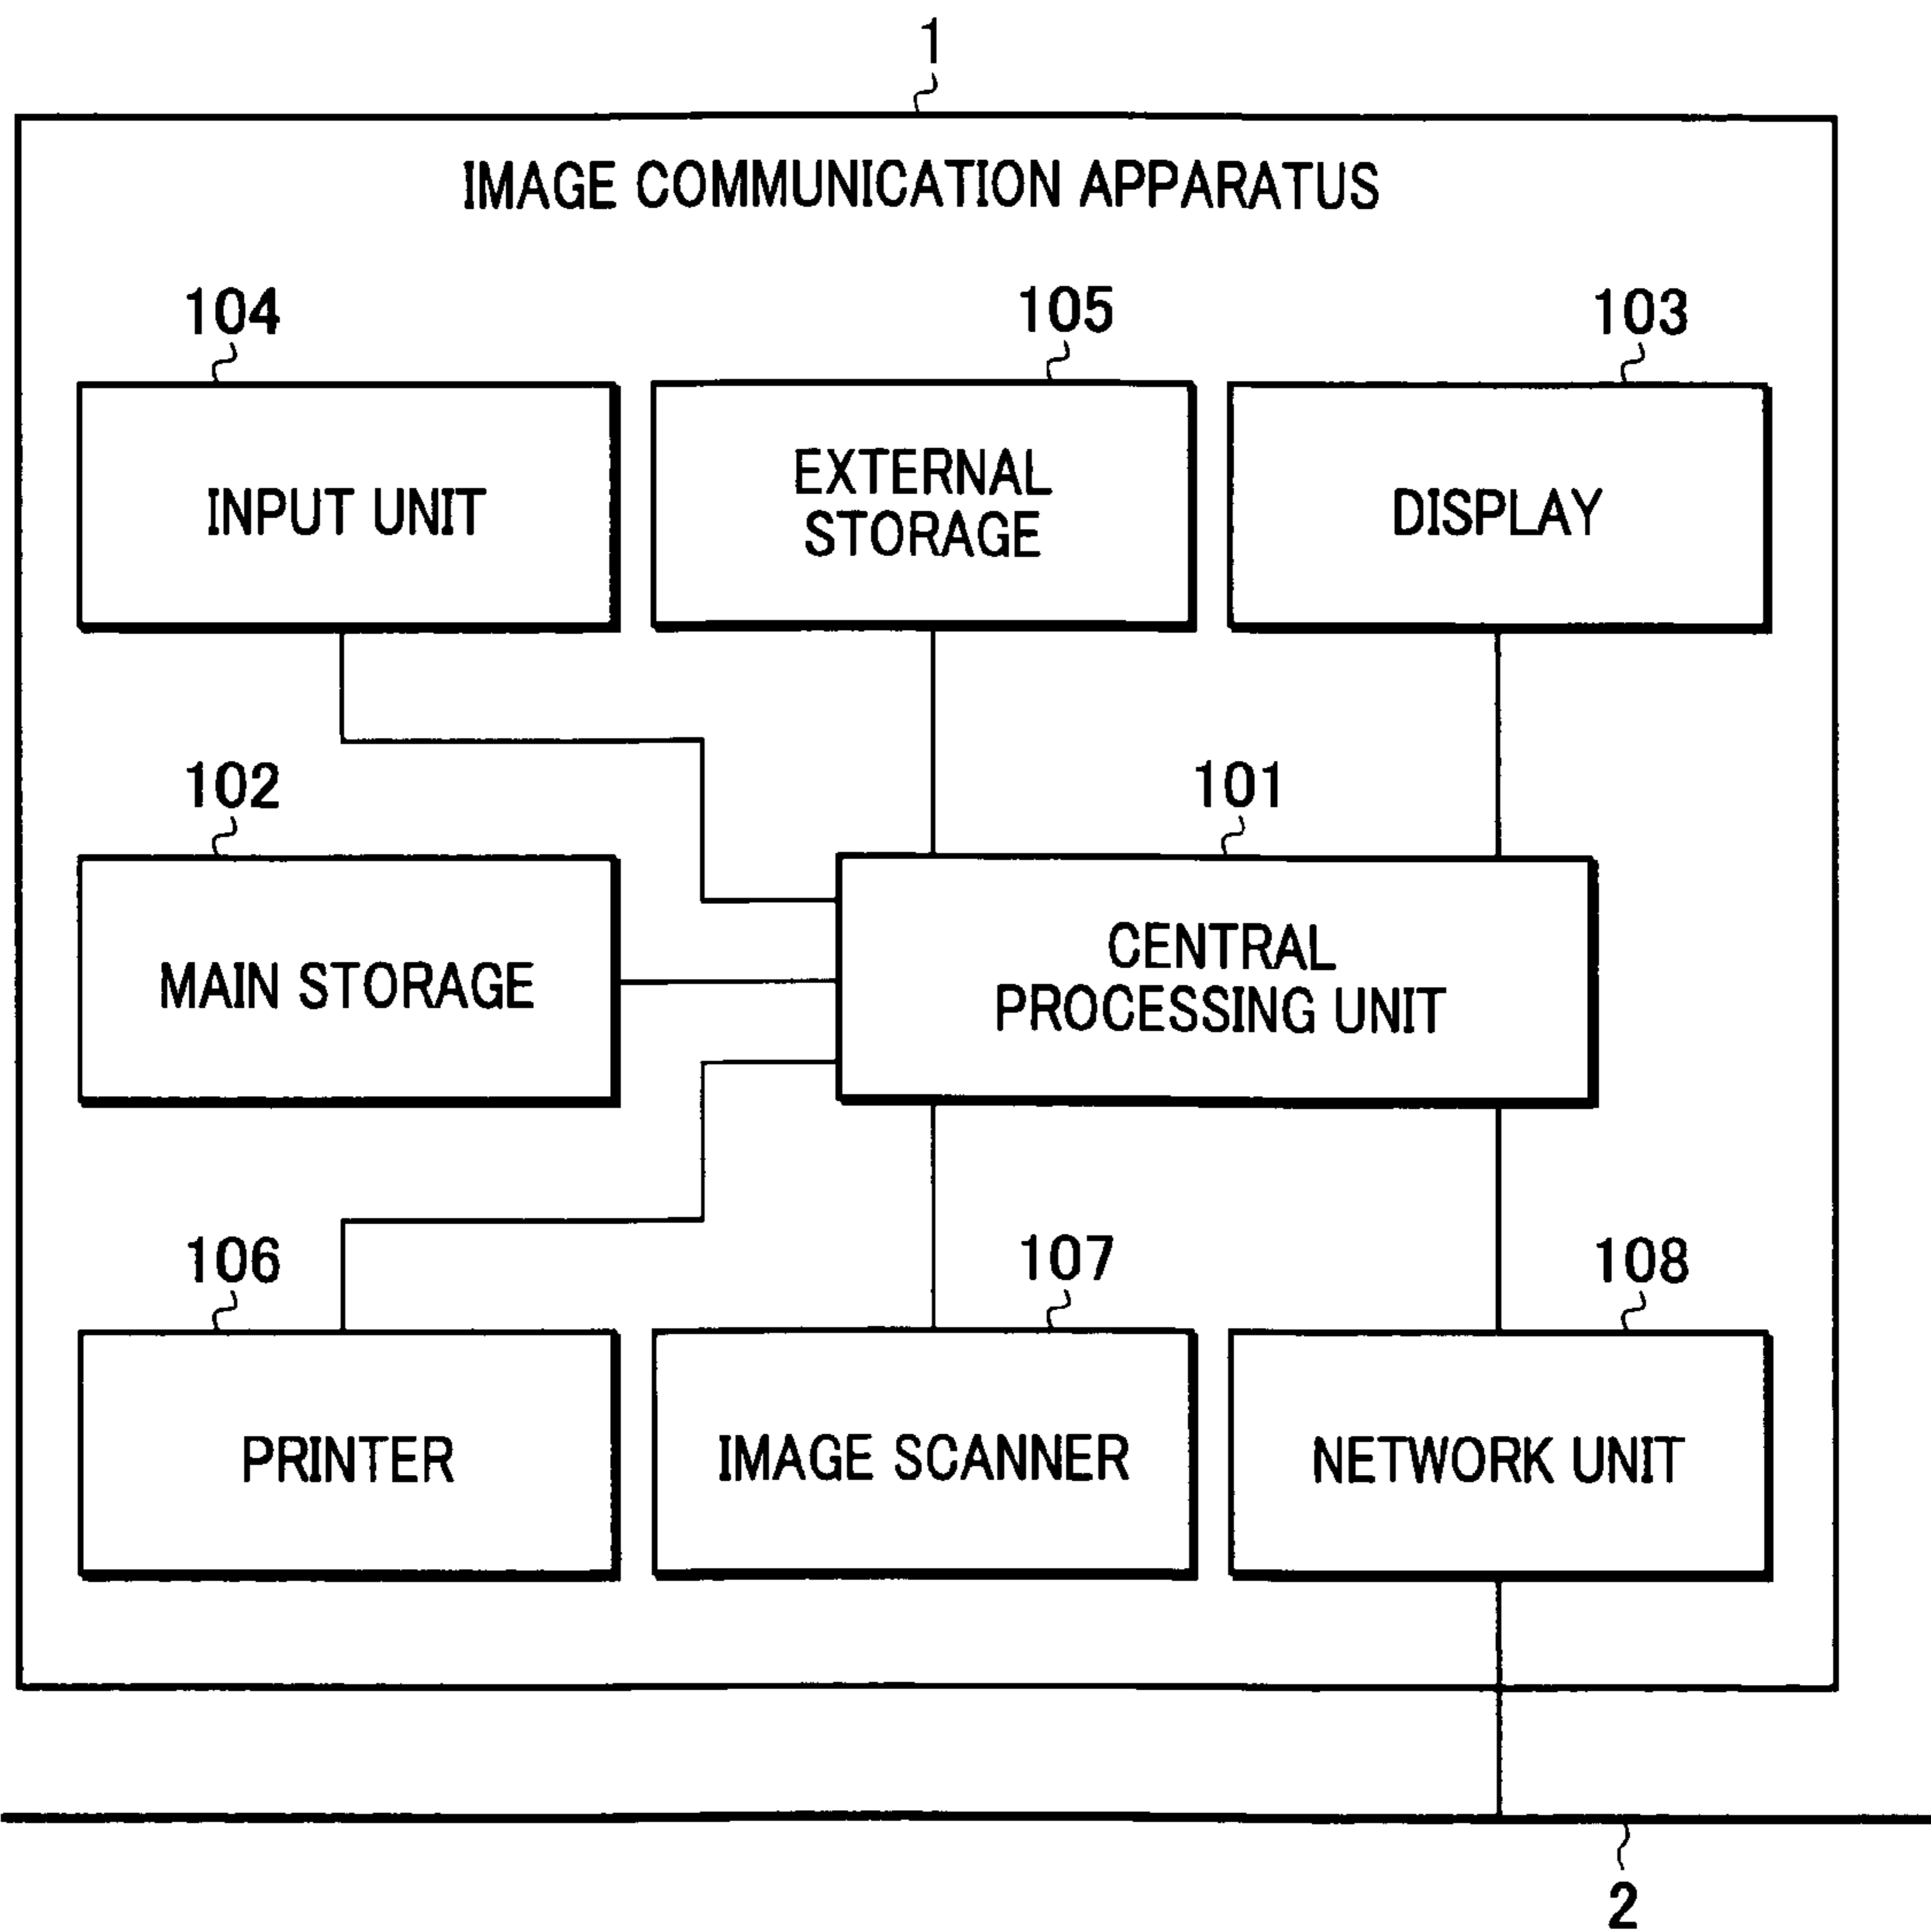 1
IMAGE COMMUNICATION APPARATUS
104
105
103
INPUT UNIT
EXTERNAL
STORAGE
DISPLAY
102
101
MAIN STORAGE
CENTRAL
PROCESSING UNIT
106
107
108
PRINTER
IMAGE SCANNER
NETWORK UNIT
2